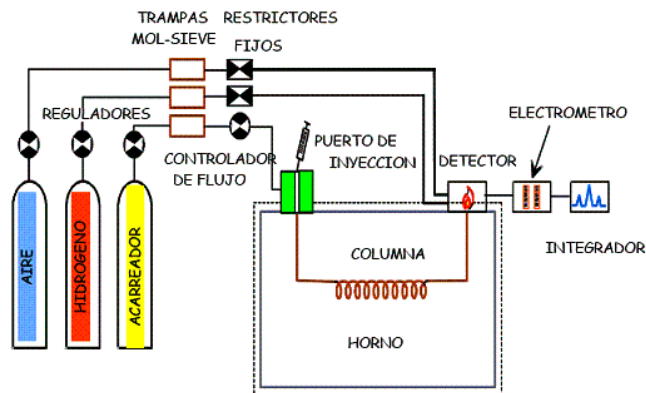 TRAMPAS RESTRICTORES
MOL-SIEVE
FIJOS
REGULADORES
ELECTROMETRO
PUERTO DE
INYECCION
CONTROLADOR
DE FLUJO
DETECTOR
INTEGRADOR
COLUMNA
HORNO
AIRE
HIDROGENO
ACARREADOR